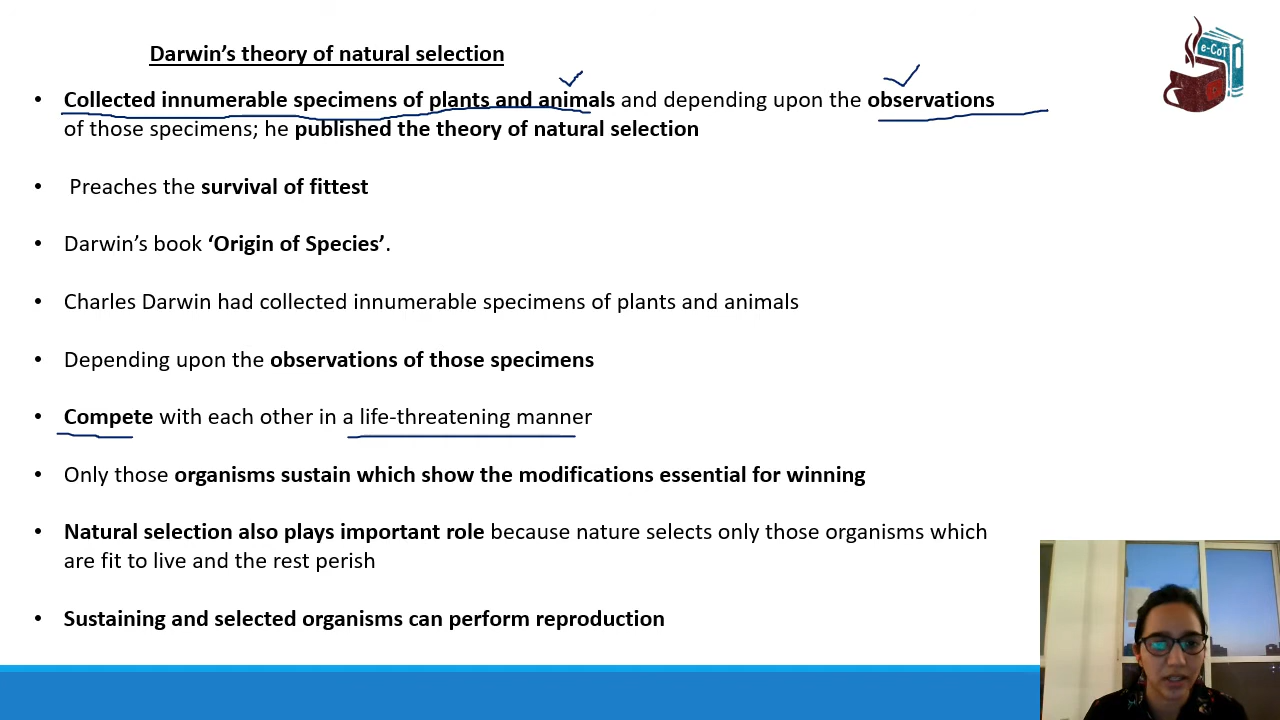 Darwin's theory of natural selection
e-CoT
• Collected innumerable specimens of plants and animals and depending upon the observations
of those specimens; he published the theory of natural selection
• Preaches the survival of fittest
• Darwin's book ‘Origin of Species’.
• Charles Darwin had collected innumerable specimens of plants and animals
• Depending upon the observations of those specimens
• Compete with each other in a life-threatening manner
• Only those organisms sustain which show the modifications essential for winning
• Natural selection also plays important role because nature selects only those organisms which
are fit to live and the rest perish
• Sustaining and selected organisms can perform reproduction